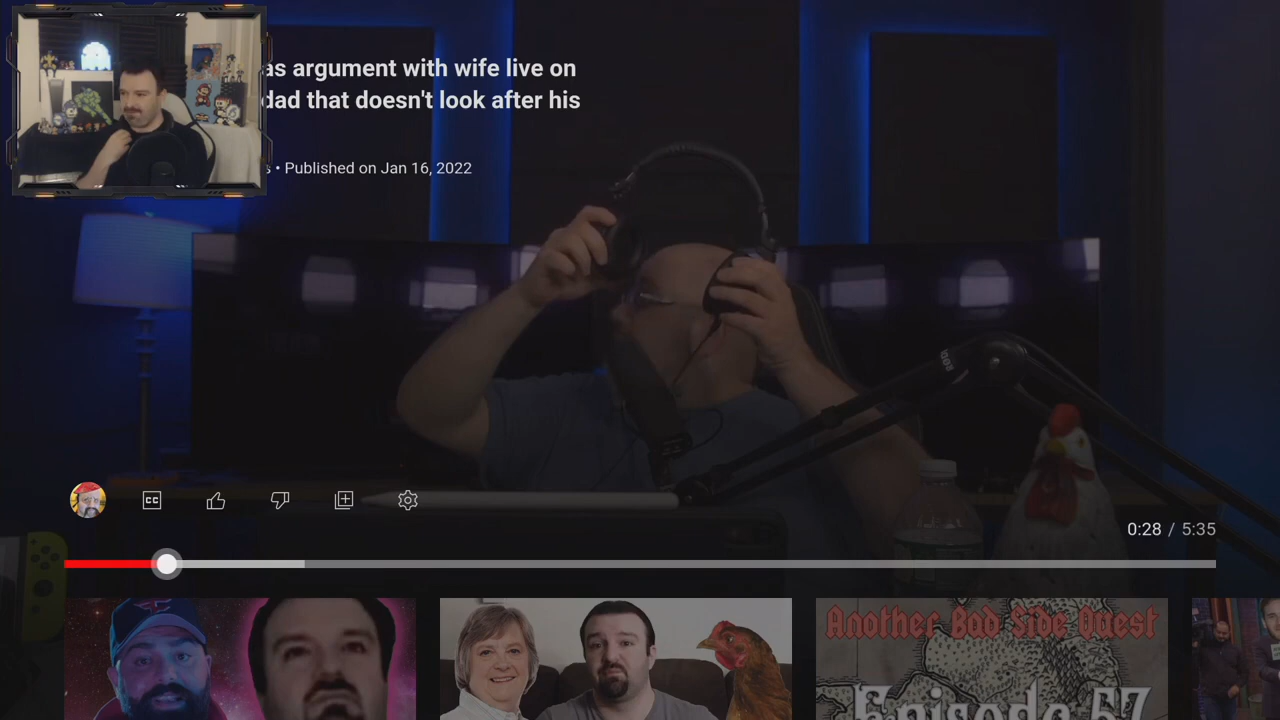 as argument with wife live on
dad that doesn't look after his
s • Published on Jan 16, 2022
CC
0:28 / 5:35
Another Bad Side Quest
Episode 67